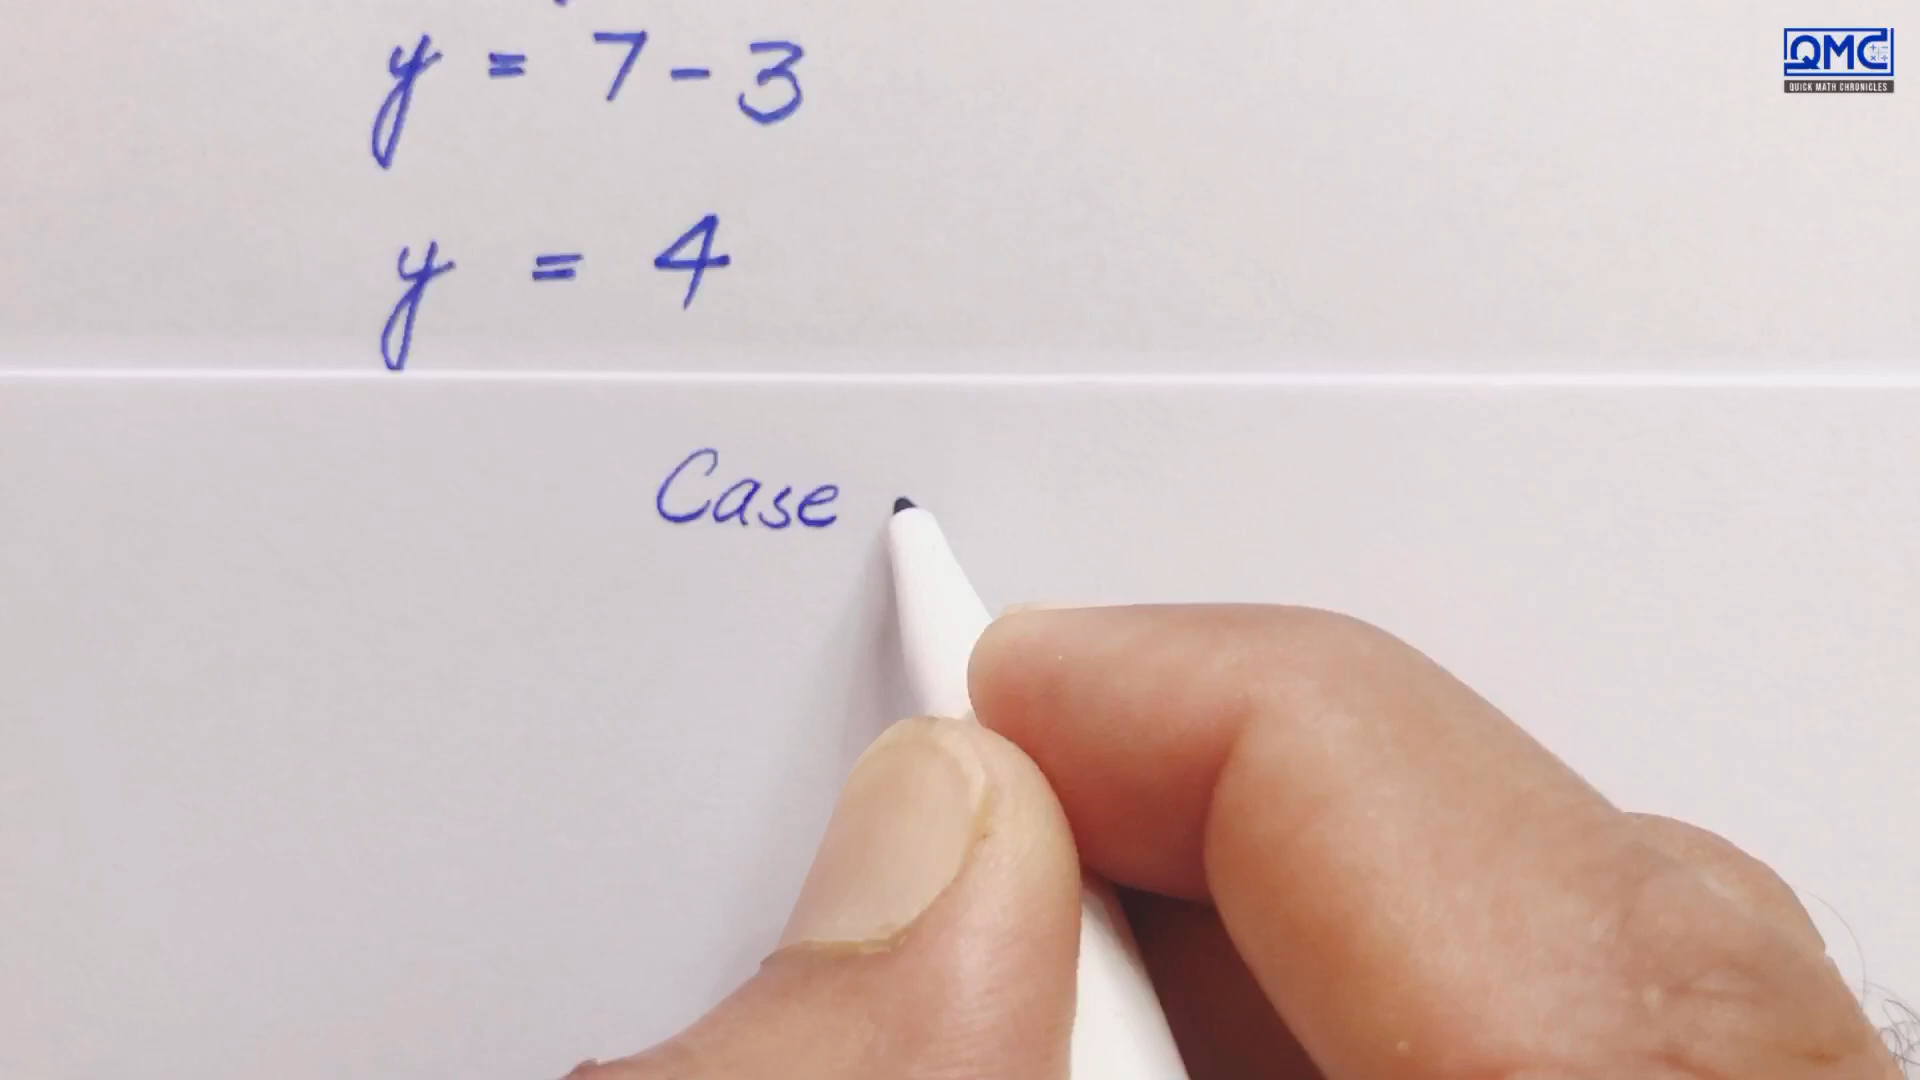 QMC
QUICK MATH CHRONICLES
y = 7 - 3
y = 4
Case